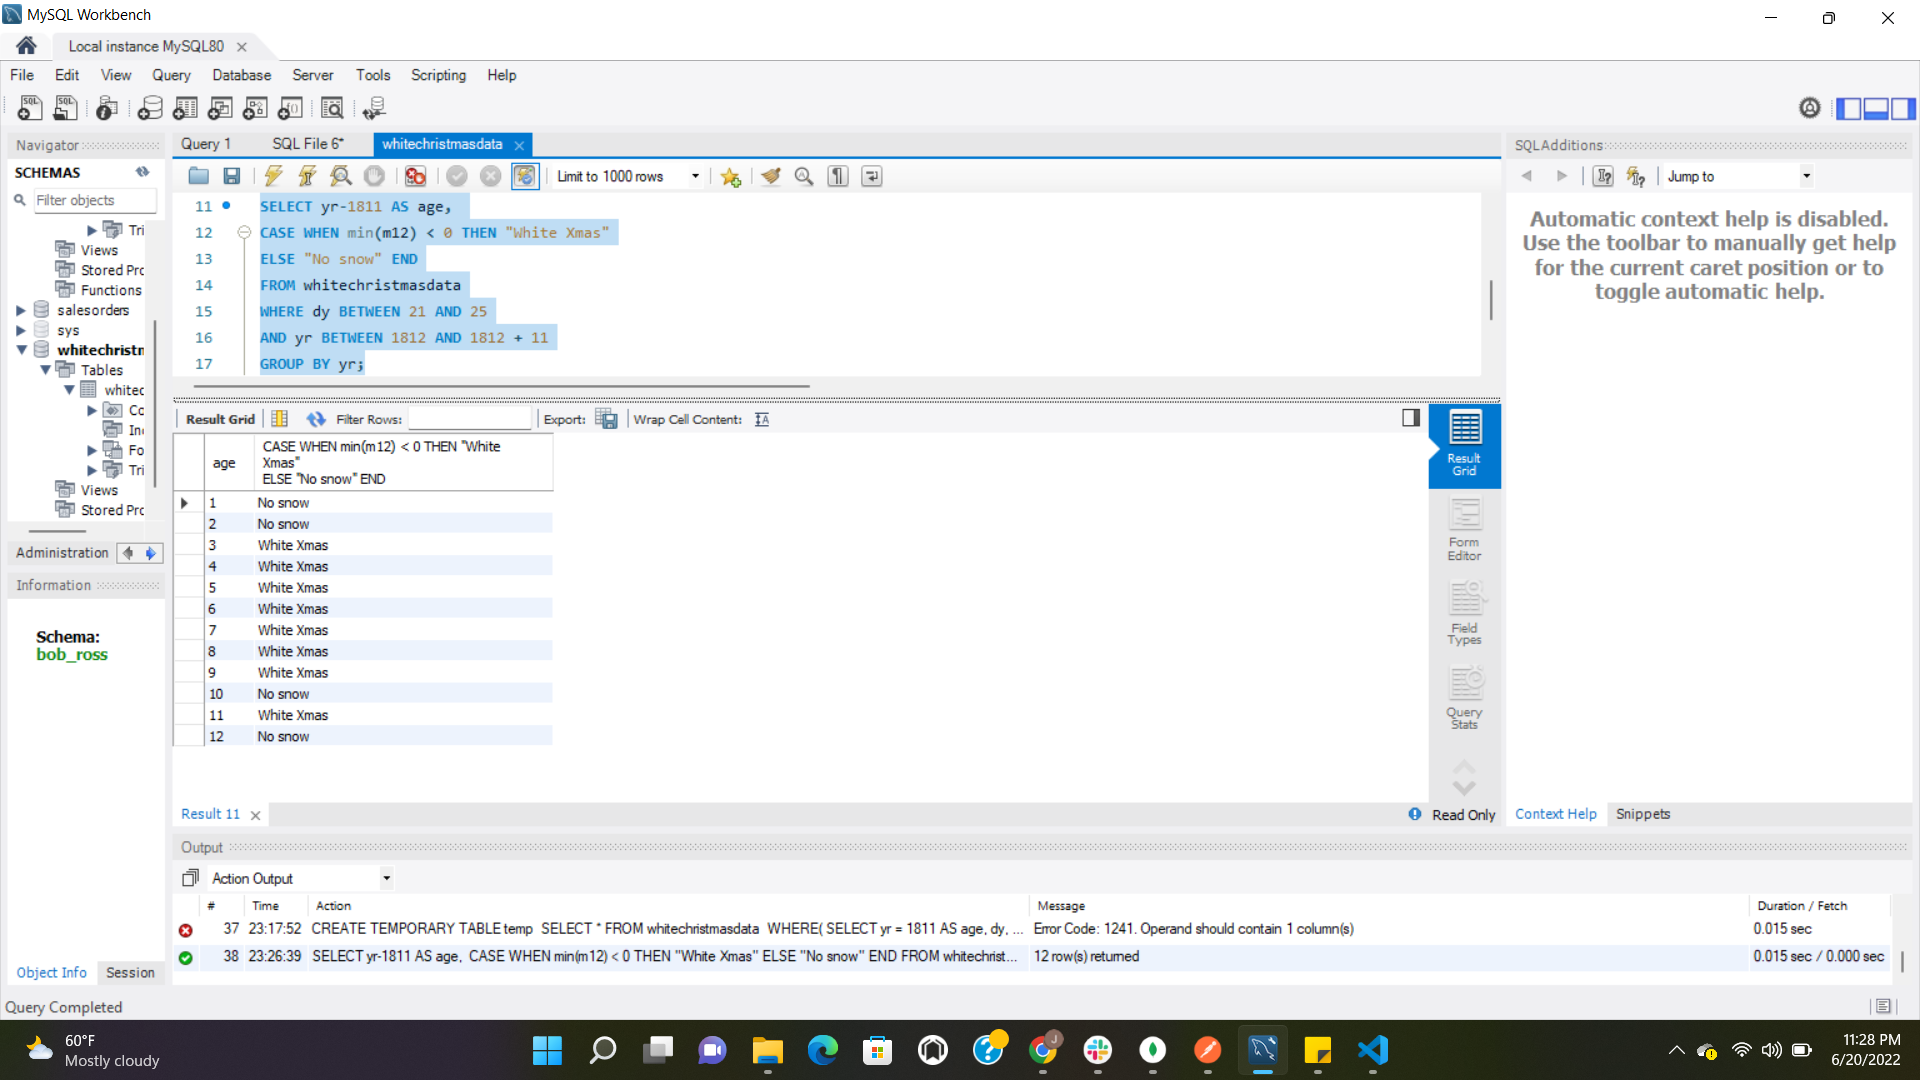 MySQL Workbench
Local instance MySQL80
File Edit View Query Database Server Tools Scripting Help
Navigator
SCHEMAS
Filter objects
Tri
Views
Stored Prc
Functions
salesorders
sys
whitechristm
Tables
whitec
Co
In
Fo
Tri
Views
Stored Prc
Administration
Information
Schema:
bob_ross
Object Info Session
Query Completed
Query 1 SQL File 6* whitechristmasdata
Limit to 1000 rows
11 SELECT yr-1811 AS age,
12 CASE WHEN min(m12) < 0 THEN "White Xmas"
13 ELSE "No snow" END
14 FROM whitechristmasdata
15 WHERE dy BETWEEN 21 AND 25
16 AND yr BETWEEN 1812 AND 1812 + 11
17 GROUP BY yr;
Result Grid Filter Rows: Export: Wrap Cell Content:
age CASE WHEN min(m12) < 0 THEN "White
Xmas"
ELSE "No snow" END
1 No snow
2 No snow
3 White Xmas
4 White Xmas
5 White Xmas
6 White Xmas
7 White Xmas
8 White Xmas
9 White Xmas
10 No snow
11 White Xmas
12 No snow
Result
Grid
Form
Editor
Field
Types
Query
Stats
Result 11
Read Only
SQLAdditions
Jump to
Automatic context help is disabled.
Use the toolbar to manually get help
for the current caret position or to
toggle automatic help.
Context Help Snippets
Output
Action Output
# Time Action Message Duration / Fetch
37 23:17:52 CREATE TEMPORARY TABLE temp SELECT * FROM whitechristmasdata WHERE( SELECT yr = 1811 AS age, dy, ... Error Code: 1241. Operand should contain 1 column(s) 0.015 sec
38 23:26:39 SELECT yr-1811 AS age, CASE WHEN min(m12) < 0 THEN "White Xmas" ELSE "No snow" END FROM whitechrist... 12 row(s) returned 0.015 sec / 0.000 sec
60°F
Mostly cloudy
J
11:28 PM
6/20/2022